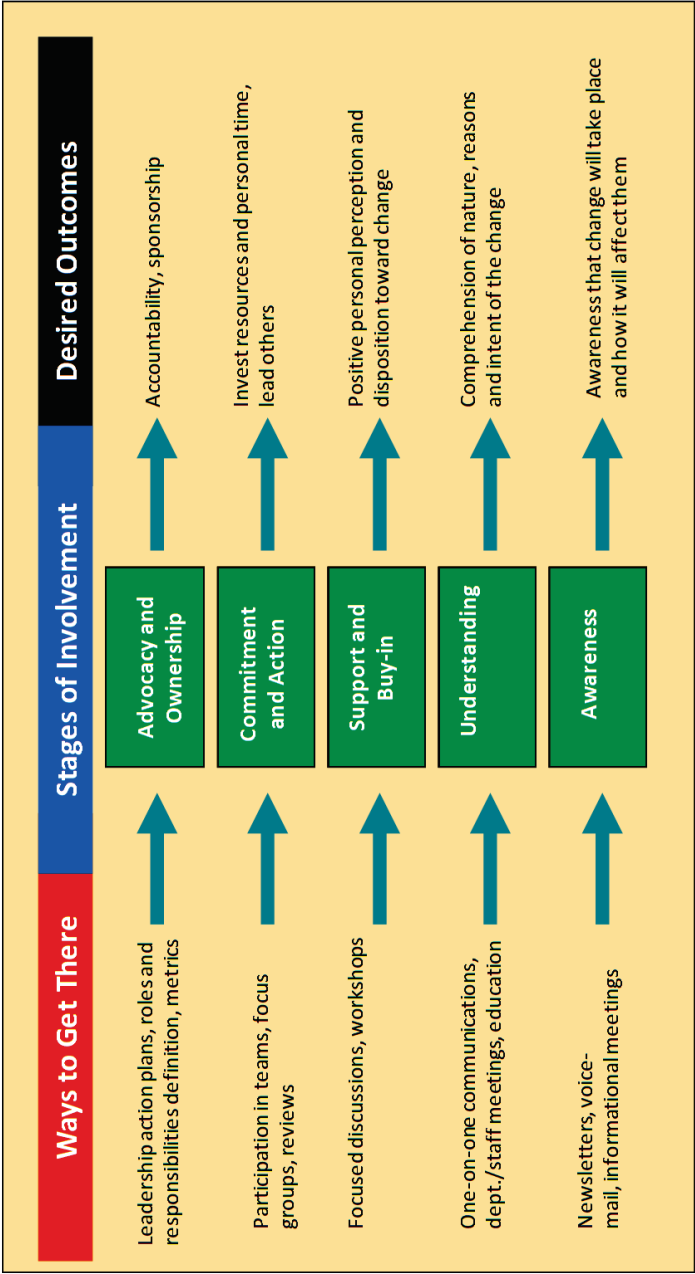 Ways to Get There
Stages of Involvement
Desired Outcomes
Leadership action plans, roles and
responsibilities definition, metrics
Advocacy and
Ownership
Accountability, sponsorship
Participation in teams, focus
groups, reviews
Commitment
and Action
Invest resources and personal time,
lead others
Focused discussions, workshops
Support and
Buy-in
Positive personal perception and
disposition toward change
One-on-one communications,
dept./staff meetings, education
Understanding
Comprehension of nature, reasons
and intent of the change
Newsletters, voice-
mail, informational meetings
Awareness
Awareness that change will take place
and how it will affect them